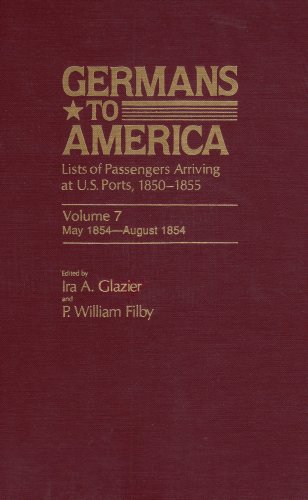 GERMANS
TO
AMERICA
Lists of Passengers Arriving
at U.S. Ports, 1850–1855
Volume 7
May 1854—August 1854
Edited by
Ira A. Glazier
and
P. William Filby